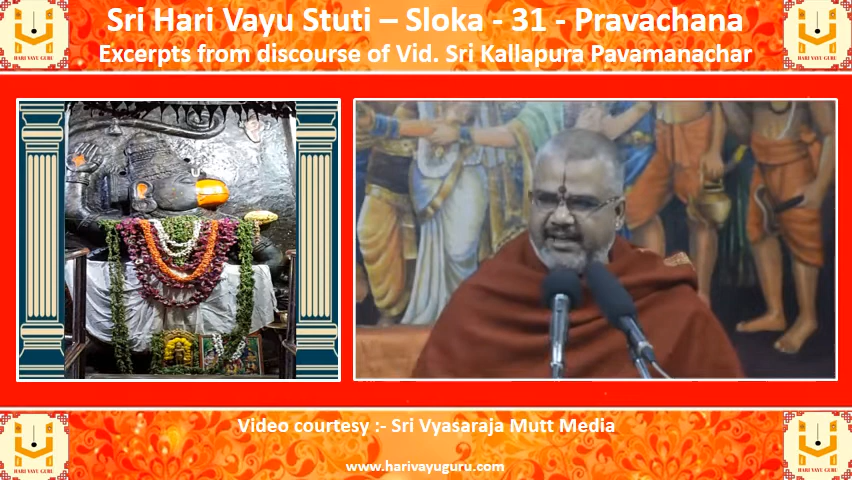 Sri Hari Vayu Stuti – Sloka - 31 - Pravachana
Excerpts from discourse of Vid. Sri Kallapura Pavamanachar
HARI VAYU GURU
HARI VAYU GURU
Video courtesy :- Sri Vyasaraja Mutt Media
www.harivayuguru.com
HARI VAYU GURU
HARI VAYU GURU